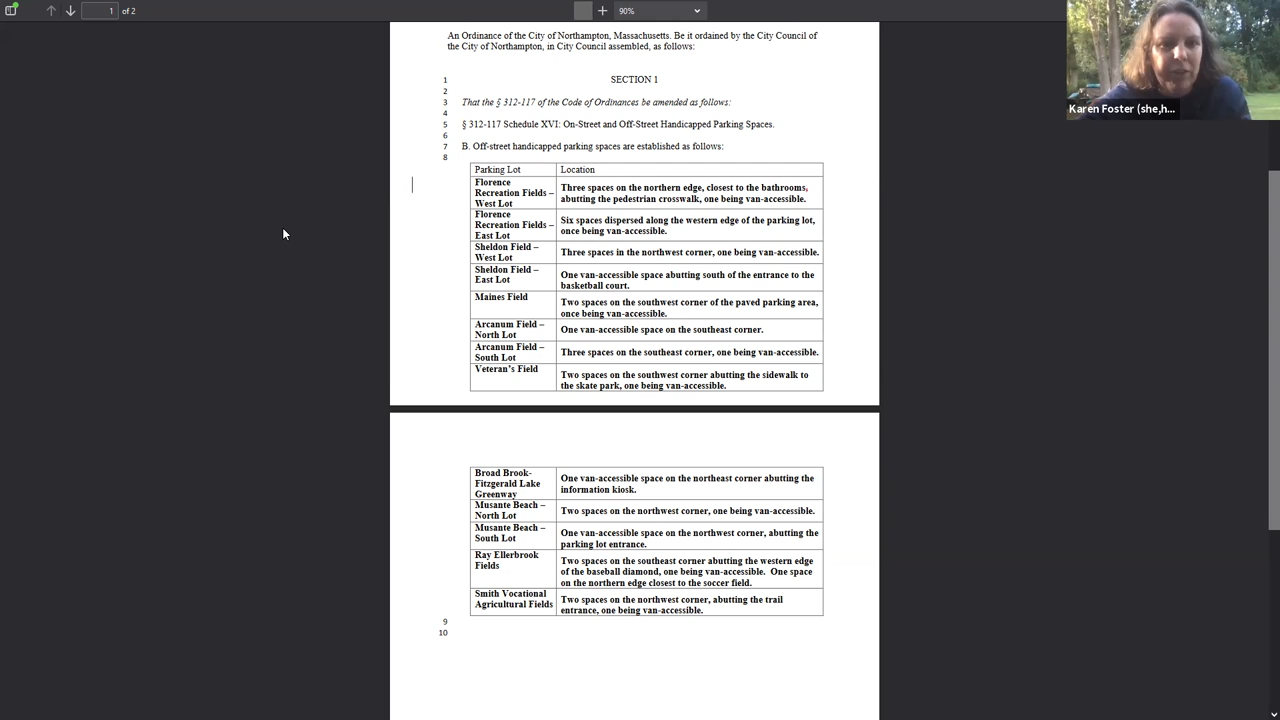 1 of 2
90%
An Ordinance of the City of Northampton, Massachusetts. Be it ordained by the City Council of
the City of Northampton, in City Council assembled, as follows:
1 SECTION 1
2
3 That the § 312-117 of the Code of Ordinances be amended as follows:
4
5 § 312-117 Schedule XVI: On-Street and Off-Street Handicapped Parking Spaces.
6
7 B. Off-street handicapped parking spaces are established as follows:
8
Parking Lot Location
Florence
Recreation Fields –
West Lot
Three spaces on the northern edge, closest to the bathrooms,
abutting the pedestrian crosswalk, one being van-accessible.
Florence
Recreation Fields –
East Lot
Six spaces dispersed along the western edge of the parking lot,
once being van-accessible.
Sheldon Field –
West Lot
Three spaces in the northwest corner, one being van-accessible.
Sheldon Field –
East Lot
One van-accessible space abutting south of the entrance to the
basketball court.
Maines Field
Two spaces on the southwest corner of the paved parking area,
once being van-accessible.
Arcanum Field –
North Lot
One van-accessible space on the southeast corner.
Arcanum Field –
South Lot
Three spaces on the southeast corner, one being van-accessible.
Veteran's Field
Two spaces on the southwest corner abutting the sidewalk to
the skate park, one being van-accessible.
Broad Brook-
Fitzgerald Lake
Greenway
One van-accessible space on the northeast corner abutting the
information kiosk.
Musante Beach –
North Lot
Two spaces on the northwest corner, one being van-accessible.
Musante Beach –
South Lot
One van-accessible space on the northwest corner, abutting the
parking lot entrance.
Ray Ellerbrook
Fields
Two spaces on the southeast corner abutting the western edge
of the baseball diamond, one being van-accessible. One space
on the northern edge closest to the soccer field.
Smith Vocational
Agricultural Fields
Two spaces on the northwest corner, abutting the trail
entrance, one being van-accessible.
9
10
Karen Foster (she,h...